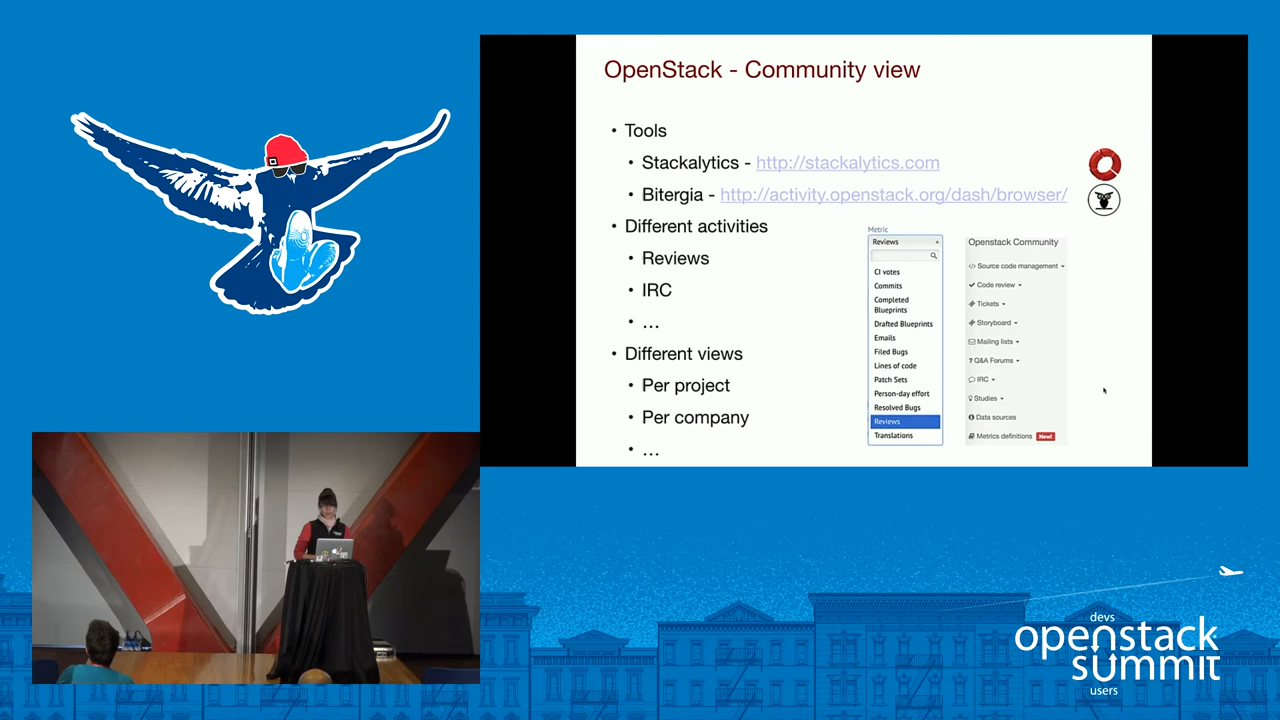 OpenStack - Community view
• Tools
• Stackalytics - http://stackalytics.com
• Bitergia - http://activity.openstack.org/dash/browser/
• Different activities
• Reviews
• IRC
• ...
• Different views
• Per project
• Per company
• ...
Metric
Reviews
CI votes
Commits
Completed
Blueprints
Drafted Blueprints
Emails
Filed Bugs
Lines of code
Patch Sets
Person-day effort
Resolved Bugs
Reviews
Translations
Openstack Community
Source code management
Code review
Tickets
Storyboard
Mailing lists
Q&A Forums
IRC
Studies
Data sources
Metrics definitions New!
devs
openstack
summit
users